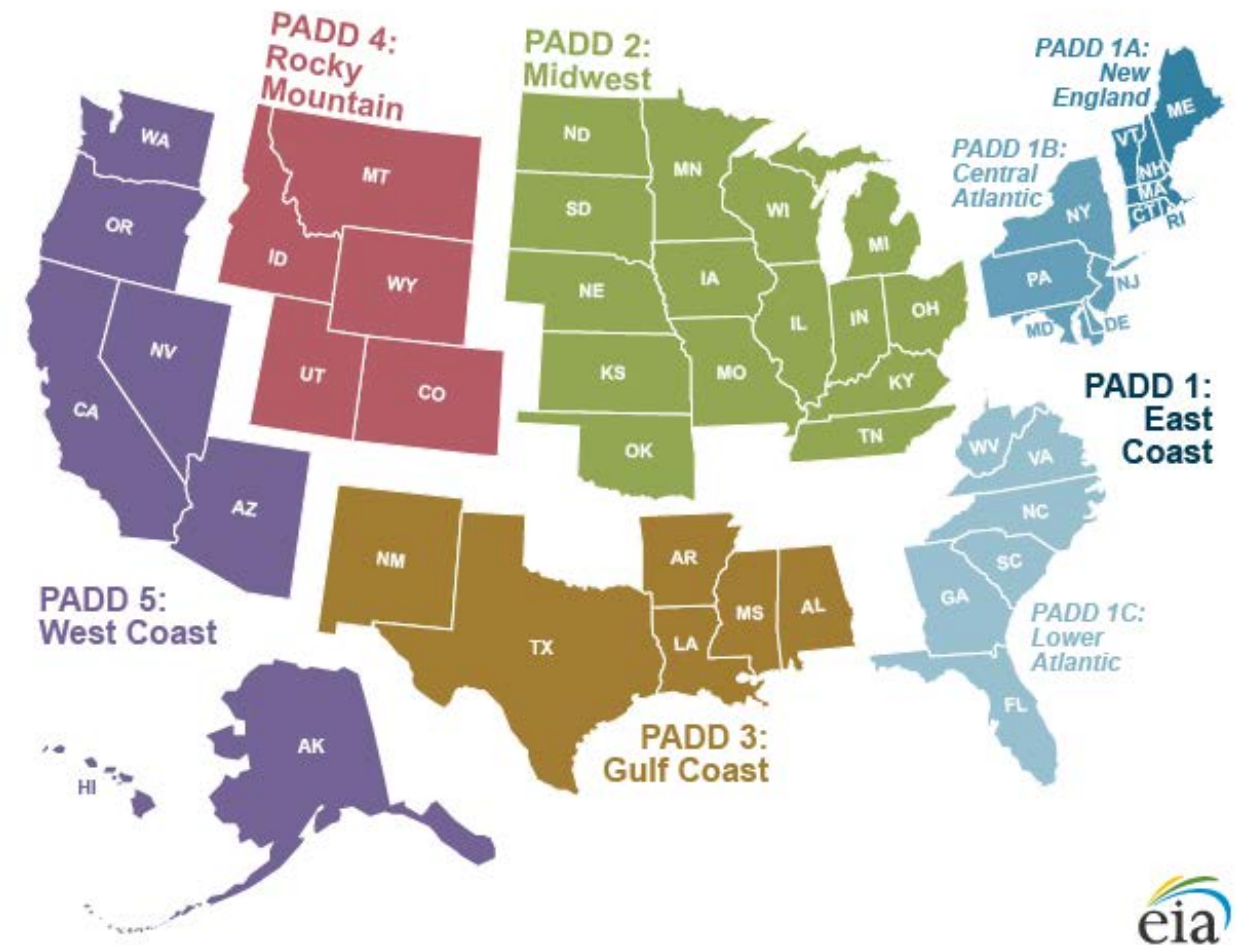 PADD 4:
Rocky
Mountain
PADD 2:
Midwest
PADD 1A:
New
England
PADD 1B:
Central
Atlantic
PADD 1:
East
Coast
PADD 1C:
Lower
Atlantic
PADD 5:
West Coast
PADD 3:
Gulf Coast
WA
OR
CA
NV
AZ
AK
HI
MT
ID
WY
UT
CO
ND
SD
NE
KS
OK
MN
IA
MO
WI
IL
MI
IN
OH
KY
TN
NM
TX
AR
LA
MS
AL
ME
VT
NH
MA
CT
RI
NY
PA
NJ
MD
DE
WV
VA
NC
SC
GA
FL
eia